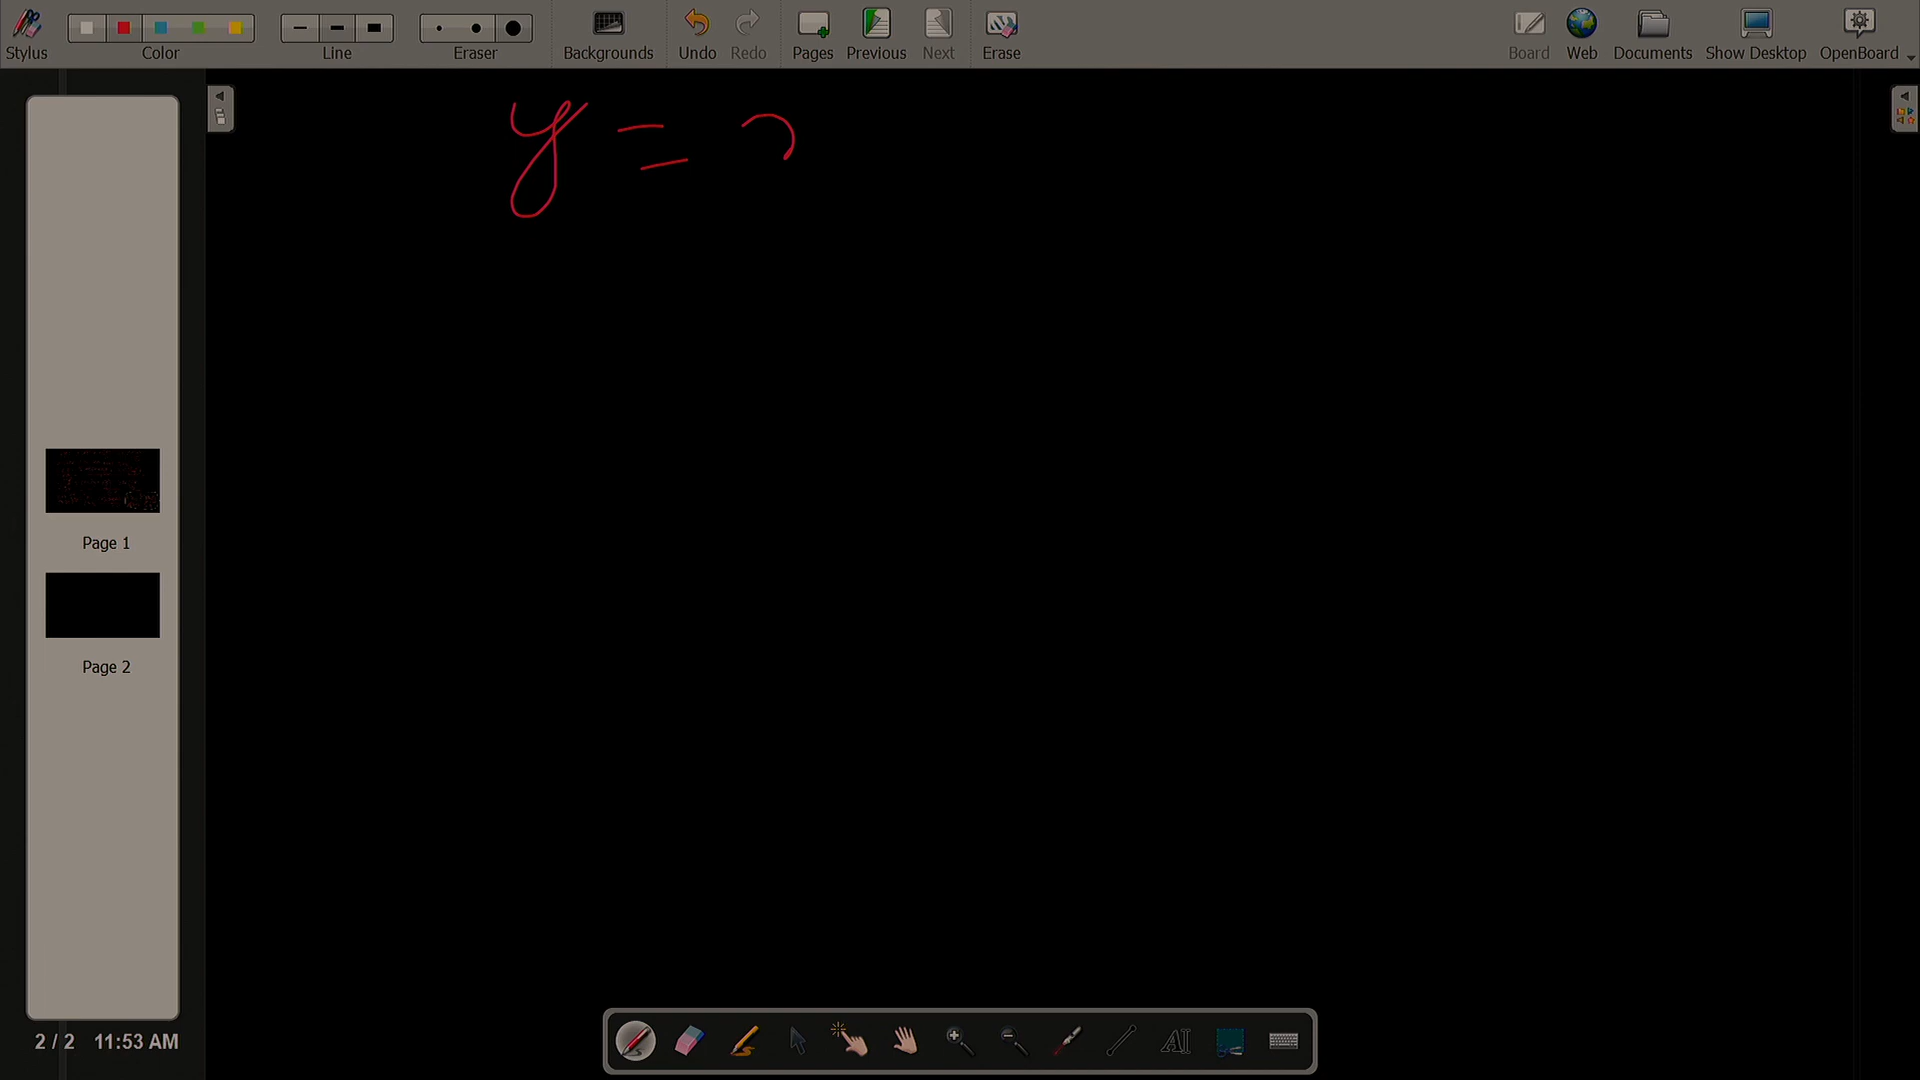 Stylus Color Line Eraser Backgrounds Undo Redo Pages Previous Next Erase Board Web Documents Show Desktop OpenBoard
y =
Page 1
Page 2
2 / 2 11:53 AM